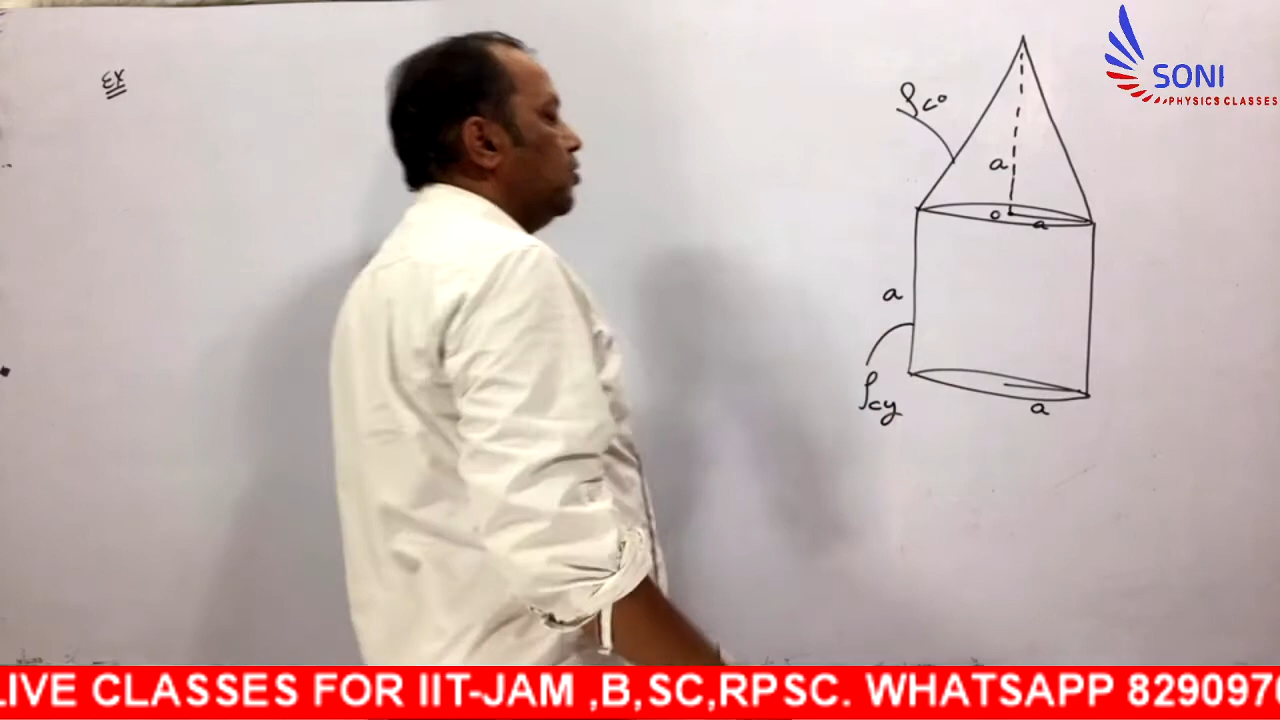 EX
SONI
PHYSICS CLASSES
ρco
a
o
a
a
ρcy
a
LIVE CLASSES FOR IIT-JAM ,B,SC,RPSC. WHATSAPP 829097